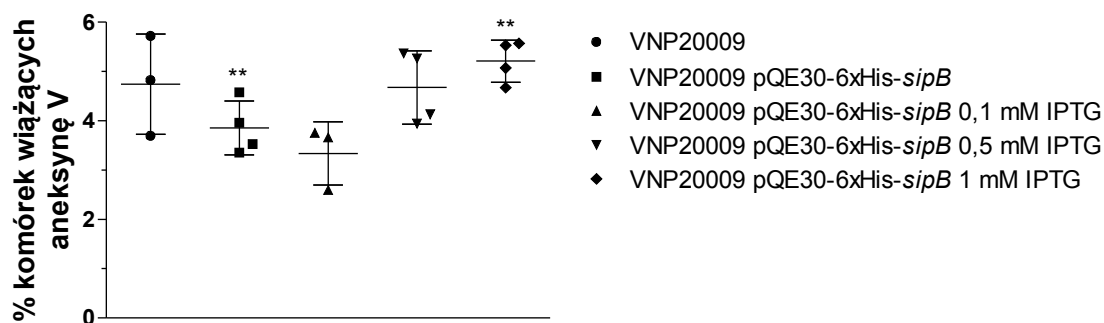 % komórek wiążących
aneksynę V
6
4
2
0
**
**
VNP20009
VNP20009 pQE30-6xHis-sipB
VNP20009 pQE30-6xHis-sipB 0,1 mM IPTG
VNP20009 pQE30-6xHis-sipB 0,5 mM IPTG
VNP20009 pQE30-6xHis-sipB 1 mM IPTG